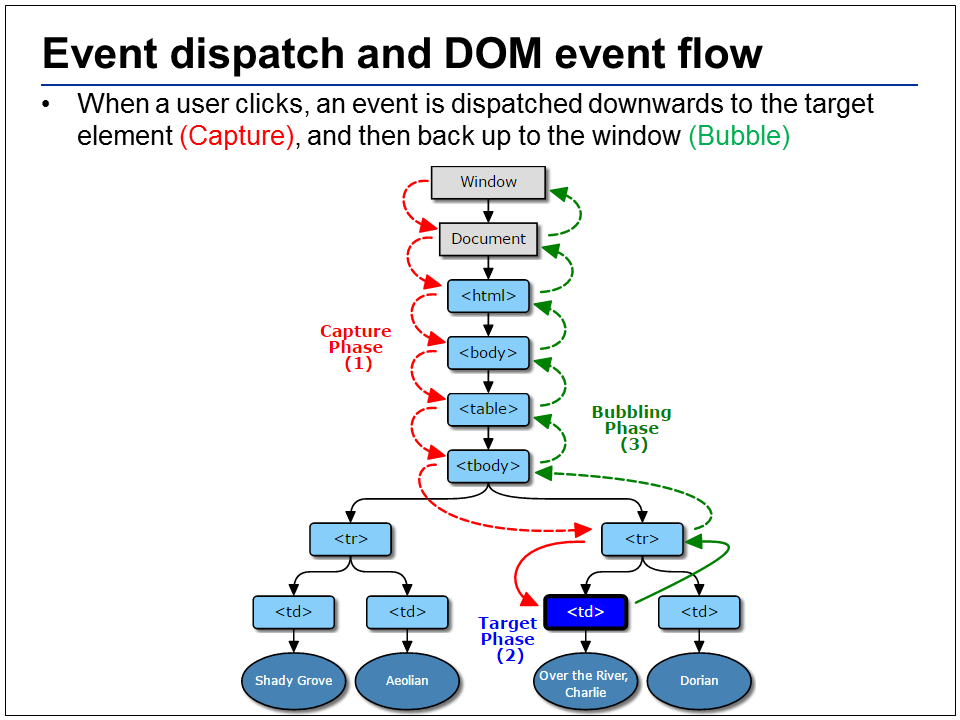 Event dispatch and DOM event flow
• When a user clicks, an event is dispatched downwards to the target
element (Capture), and then back up to the window (Bubble)
Window
Document
<html>
Capture
Phase
(1)
<body>
<table>
Bubbling
Phase
(3)
<tbody>
<tr>
<tr>
<td>
<td>
Target
Phase
(2)
<td>
<td>
Shady Grove
Aeolian
Over the River,
Charlie
Dorian